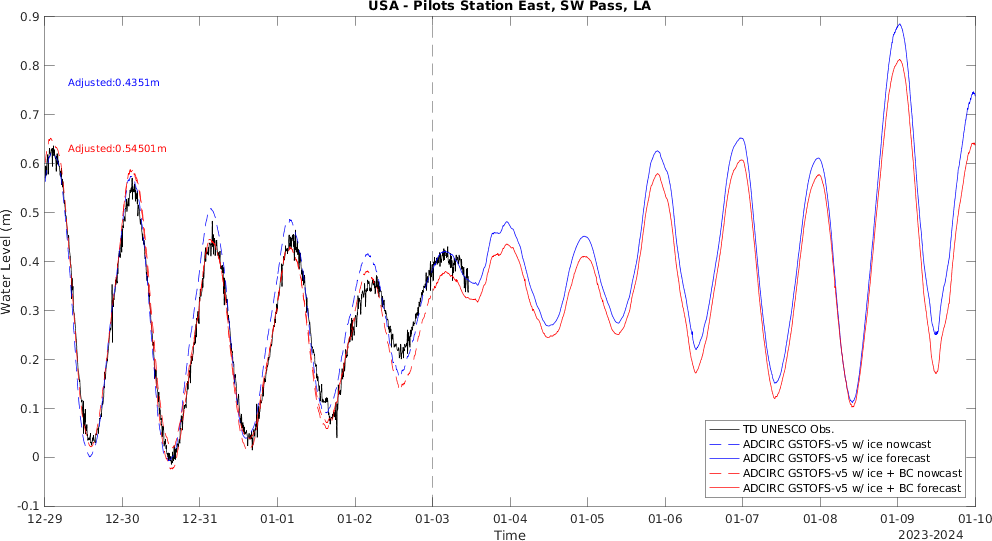 USA - Pilots Station East, SW Pass, LA
0.9
0.8
0.7
0.6
0.5
0.4
0.3
0.2
0.1
0
-0.1
Water Level (m)
Adjusted:0.4351m
Adjusted:0.54501m
TD UNESCO Obs.
ADCIRC GSTOFS-v5 w/ ice nowcast
ADCIRC GSTOFS-v5 w/ ice forecast
ADCIRC GSTOFS-v5 w/ ice + BC nowcast
ADCIRC GSTOFS-v5 w/ ice + BC forecast
12-29 12-30 12-31 01-01 01-02 01-03 01-04 01-05 01-06 01-07 01-08 01-09 01-10
Time
2023-2024